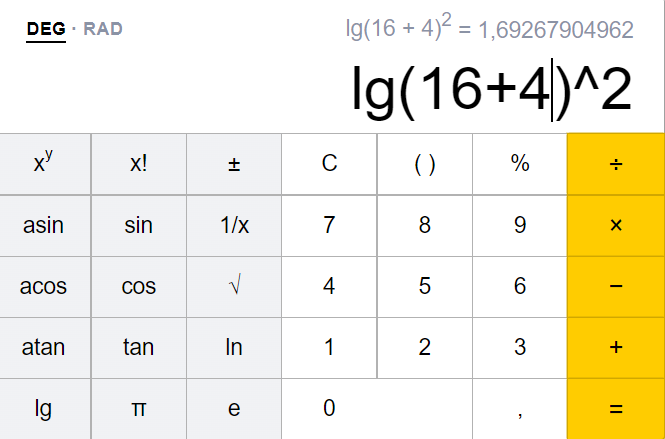 DEG · RAD
lg(16 + 4)² = 1,69267904962
lg(16+4)^2
xʸ x! ± C ( ) % ÷
asin sin 1/x 7 8 9 ×
acos cos √ 4 5 6 −
atan tan ln 1 2 3 +
lg π e 0 , =